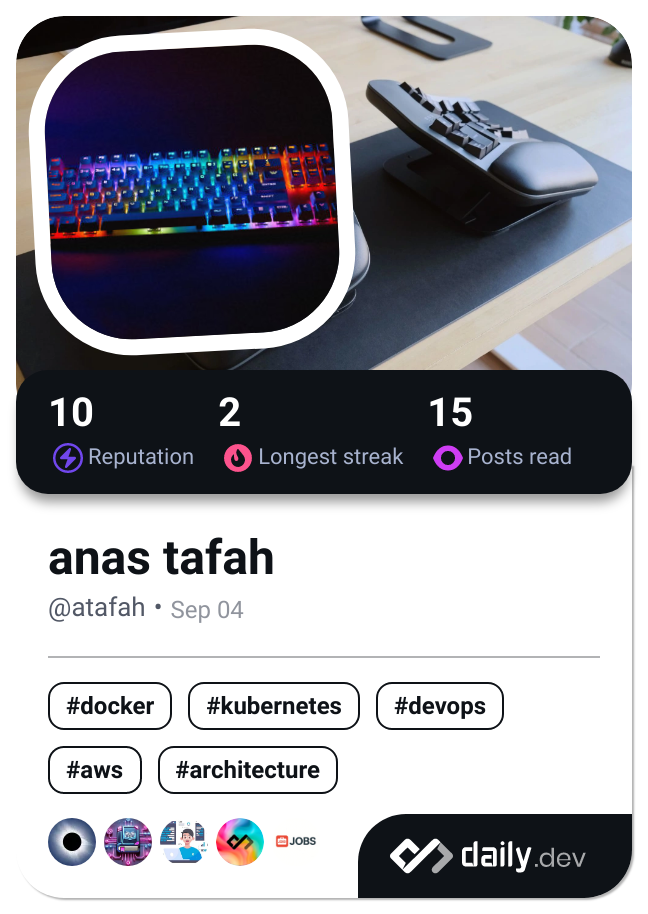 10 2 15
Reputation Longest streak Posts read
anas tafah
@atafah • Sep 04
#docker #kubernetes #devops
#aws #architecture
JOBS
daily.dev